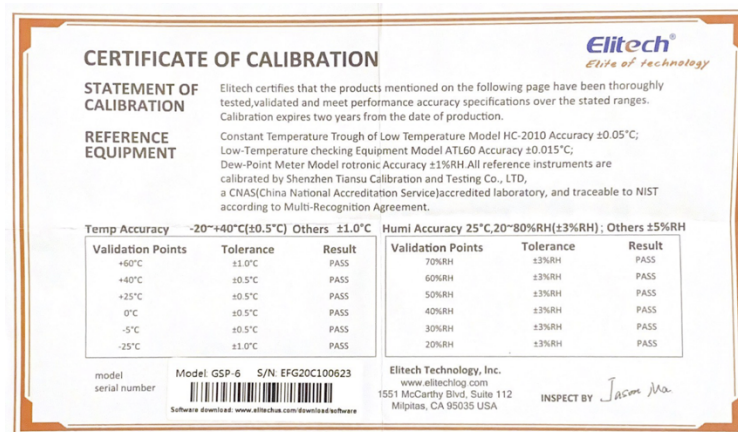 CERTIFICATE OF CALIBRATION
Elitech®
Elite of technology
STATEMENT OF
CALIBRATION
Elitech certifies that the products mentioned on the following page have been thoroughly
tested,validated and meet performance accuracy specifications over the stated ranges.
Calibration expires two years from the date of production.
REFERENCE
EQUIPMENT
Constant Temperature Trough of Low Temperature Model HC-2010 Accuracy ±0.05°C;
Low-Temperature checking Equipment Model ATL60 Accuracy ±0.015°C;
Dew-Point Meter Model rotronic Accuracy ±1%RH.All reference instruments are
calibrated by Shenzhen Tiansu Calibration and Testing Co., LTD,
a CNAS(China National Accreditation Service)accredited laboratory, and traceable to NIST
according to Multi-Recognition Agreement.
Temp Accuracy -20~+40°C(±0.5°C) Others ±1.0°C
Validation Points Tolerance Result
+60°C ±1.0°C PASS
+40°C ±0.5°C PASS
+25°C ±0.5°C PASS
0°C ±0.5°C PASS
-5°C ±0.5°C PASS
-25°C ±1.0°C PASS
Humi Accuracy 25°C,20~80%RH(±3%RH) ; Others ±5%RH
Validation Points Tolerance Result
70%RH ±3%RH PASS
60%RH ±3%RH PASS
50%RH ±3%RH PASS
40%RH ±3%RH PASS
30%RH ±3%RH PASS
20%RH ±3%RH PASS
model
serial number
Model: GSP-6 S/N: EFG20C100623
Software download: www.elitechus.com/download/software
Elitech Technology, Inc.
www.elitechlog.com
1551 McCarthy Blvd, Suite 112
Milpitas, CA 95035 USA
INSPECT BY Jason Ma